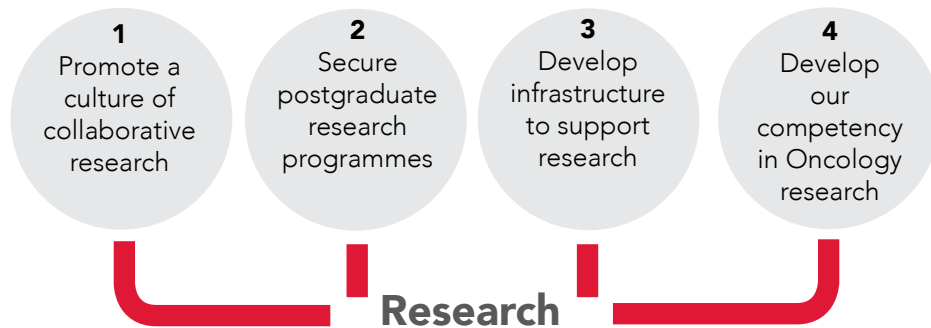 1
Promote a
culture of
collaborative
research
2
Secure
postgraduate
research
programmes
3
Develop
infrastructure
to support
research
4
Develop
our
competency
in Oncology
research
Research